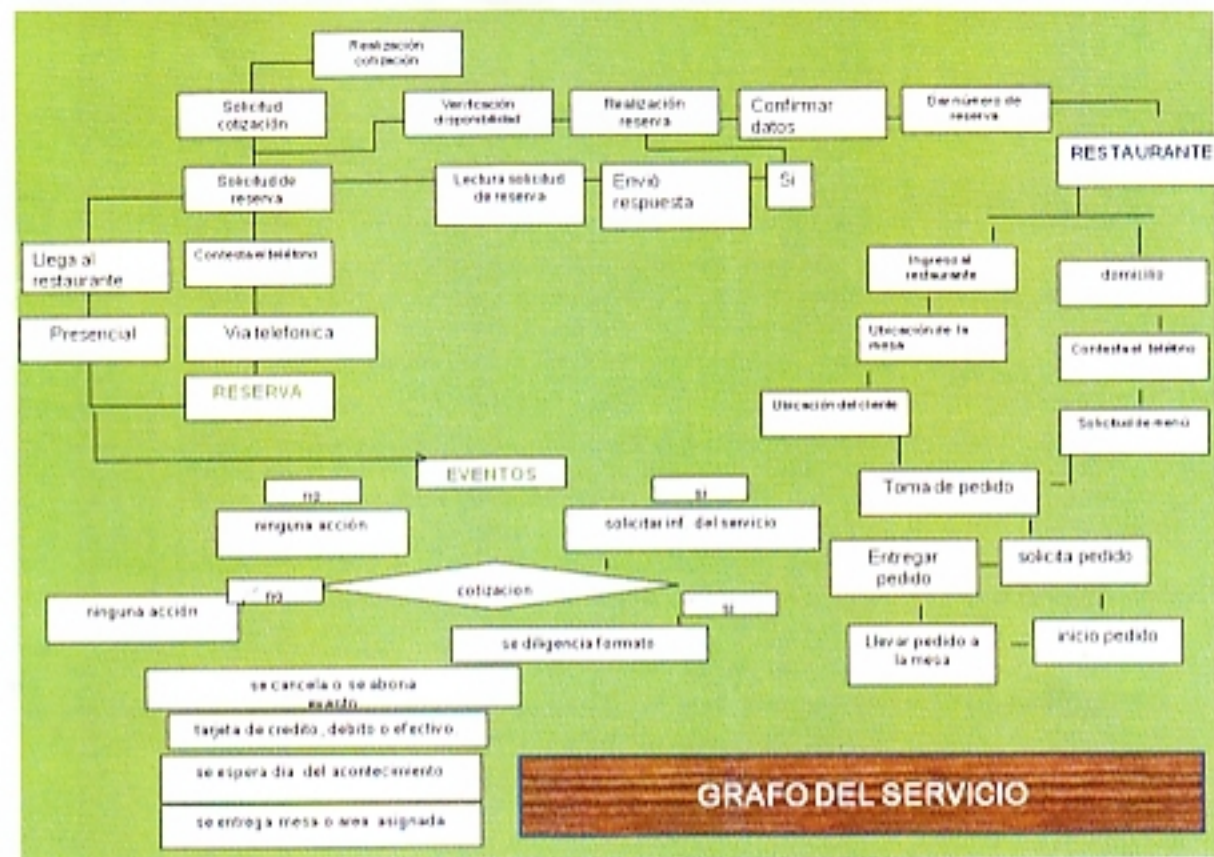 Realización
cotización
Solicitud
cotización
Verificación
disponibilidad
Realización
reserva
Confirmar
datos
Dar número de
reserva
RESTAURANTE
Solicitud de
reserva
Lectura solicitud
de reserva
Envió
respuesta
Si
Llega al
restaurante
Contesta el teléfono
Ingreso al
restaurante
domicilio
Presencial
Via telefonica
Ubicación de la
mesa
Contesta el teléfono
RESERVA
Ubicación del cliente
Solicitud de menú
EVENTOS
no
si
Toma de pedido
ninguna acción
solicitar inf. del servicio
Entregar
pedido
solicita pedido
cotizacion
no
si
ninguna acción
se diligencia formato
Llevar pedido a
la mesa
inicio pedido
se cancela o se abona
tarjeta de credito, debito o efectivo
se espera dia del acontecimiento
se entrega mesa o area asignada
GRAFO DEL SERVICIO